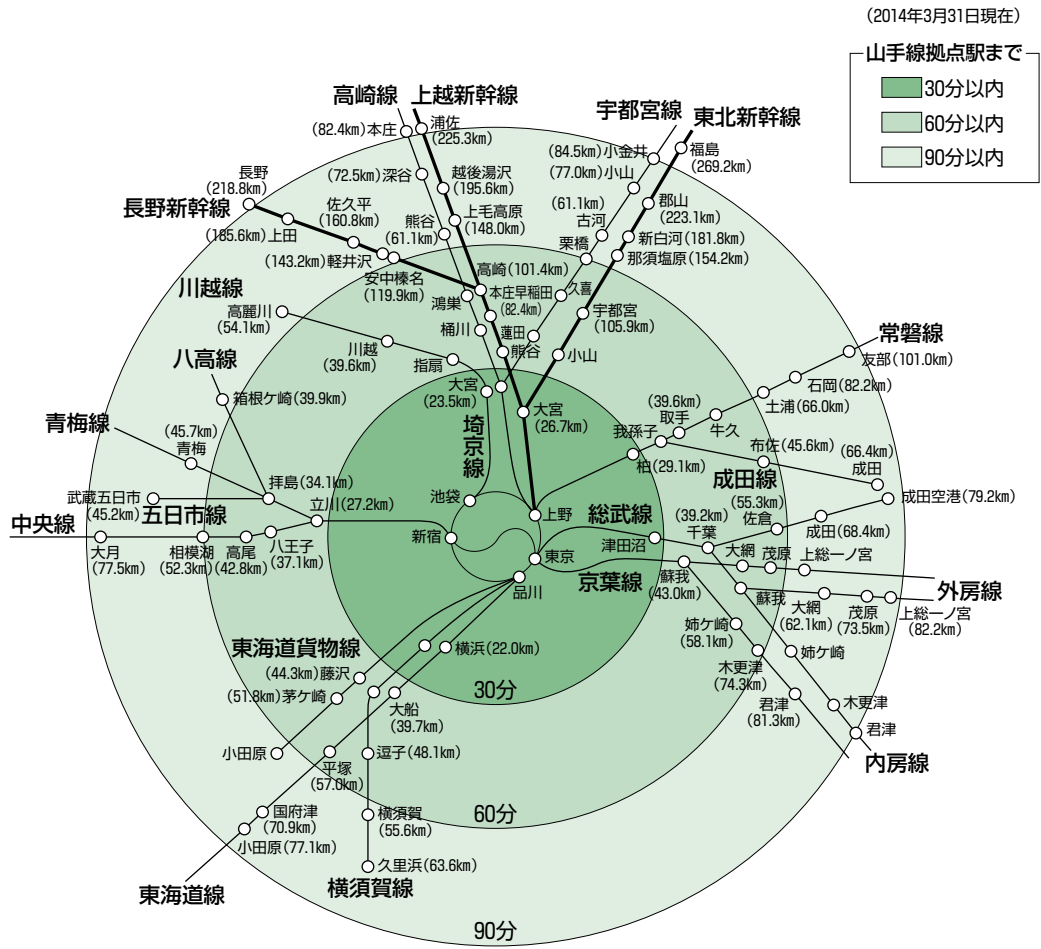 (2014年3月31日現在)
山手線拠点駅まで
30分以内
60分以内
90分以内
高崎線
上越新幹線
宇都宮線
東北新幹線
(82.4km)本庄
浦佐
(225.3km)
(84.5km)小金井
福島
(269.2km)
(72.5km)深谷
越後湯沢
(195.6km)
(77.0km)小山
長野
(218.8km)
長野新幹線
佐久平
(160.8km)
熊谷
(61.1km)
上毛高原
(148.0km)
(61.1km)
古河
郡山
(223.1km)
(185.6km)上田
(143.2km)軽井沢
安中榛名
(119.9km)
高崎(101.4km)
栗橋
新白河(181.8km)
那須塩原(154.2km)
川越線
高麗川
(54.1km)
鴻巣
本庄早稲田
(82.4km)
久喜
宇都宮
(105.9km)
川越
(39.6km)
桶川
指扇
熊谷
蓮田
小山
常磐線
友部(101.0km)
八高線
箱根ケ崎(39.9km)
大宮
(23.5km)
大宮
(26.7km)
石岡(82.2km)
土浦(66.0km)
(39.6km)
取手
牛久
青梅線
(45.7km)
青梅
埼京線
我孫子
柏(29.1km)
布佐(45.6km)
(66.4km)
成田
成田線
武蔵五日市
(45.2km)
五日市線
拝島(34.1km)
立川(27.2km)
池袋
上野
総武線
(55.3km)
佐倉
成田空港(79.2km)
成田(68.4km)
中央線
大月
(77.5km)
相模湖
(52.3km)
高尾
(42.8km)
八王子
(37.1km)
新宿
東京
津田沼
(39.2km)
千葉
大網
茂原
上総一ノ宮
品川
京葉線
蘇我
(43.0km)
蘇我
大網
(62.1km)
茂原
(73.5km)
外房線
上総一ノ宮
(82.2km)
東海道貨物線
横浜(22.0km)
姉ケ崎
(58.1km)
姉ケ崎
(44.3km)藤沢
(51.8km)茅ケ崎
30分
木更津
(74.3km)
大船
(39.7km)
君津
(81.3km)
木更津
君津
小田原
逗子(48.1km)
内房線
平塚
(57.0km)
60分
国府津
(70.9km)
横須賀
(55.6km)
小田原(77.1km)
久里浜(63.6km)
東海道線
横須賀線
90分